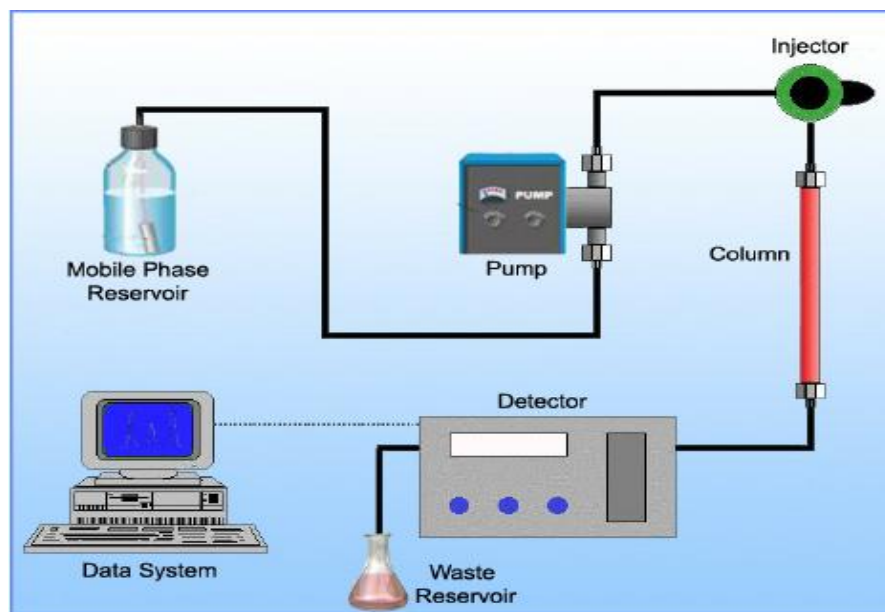 Injector
PUMP
Mobile Phase
Reservoir
Pump
Column
Detector
Data System
Waste
Reservoir